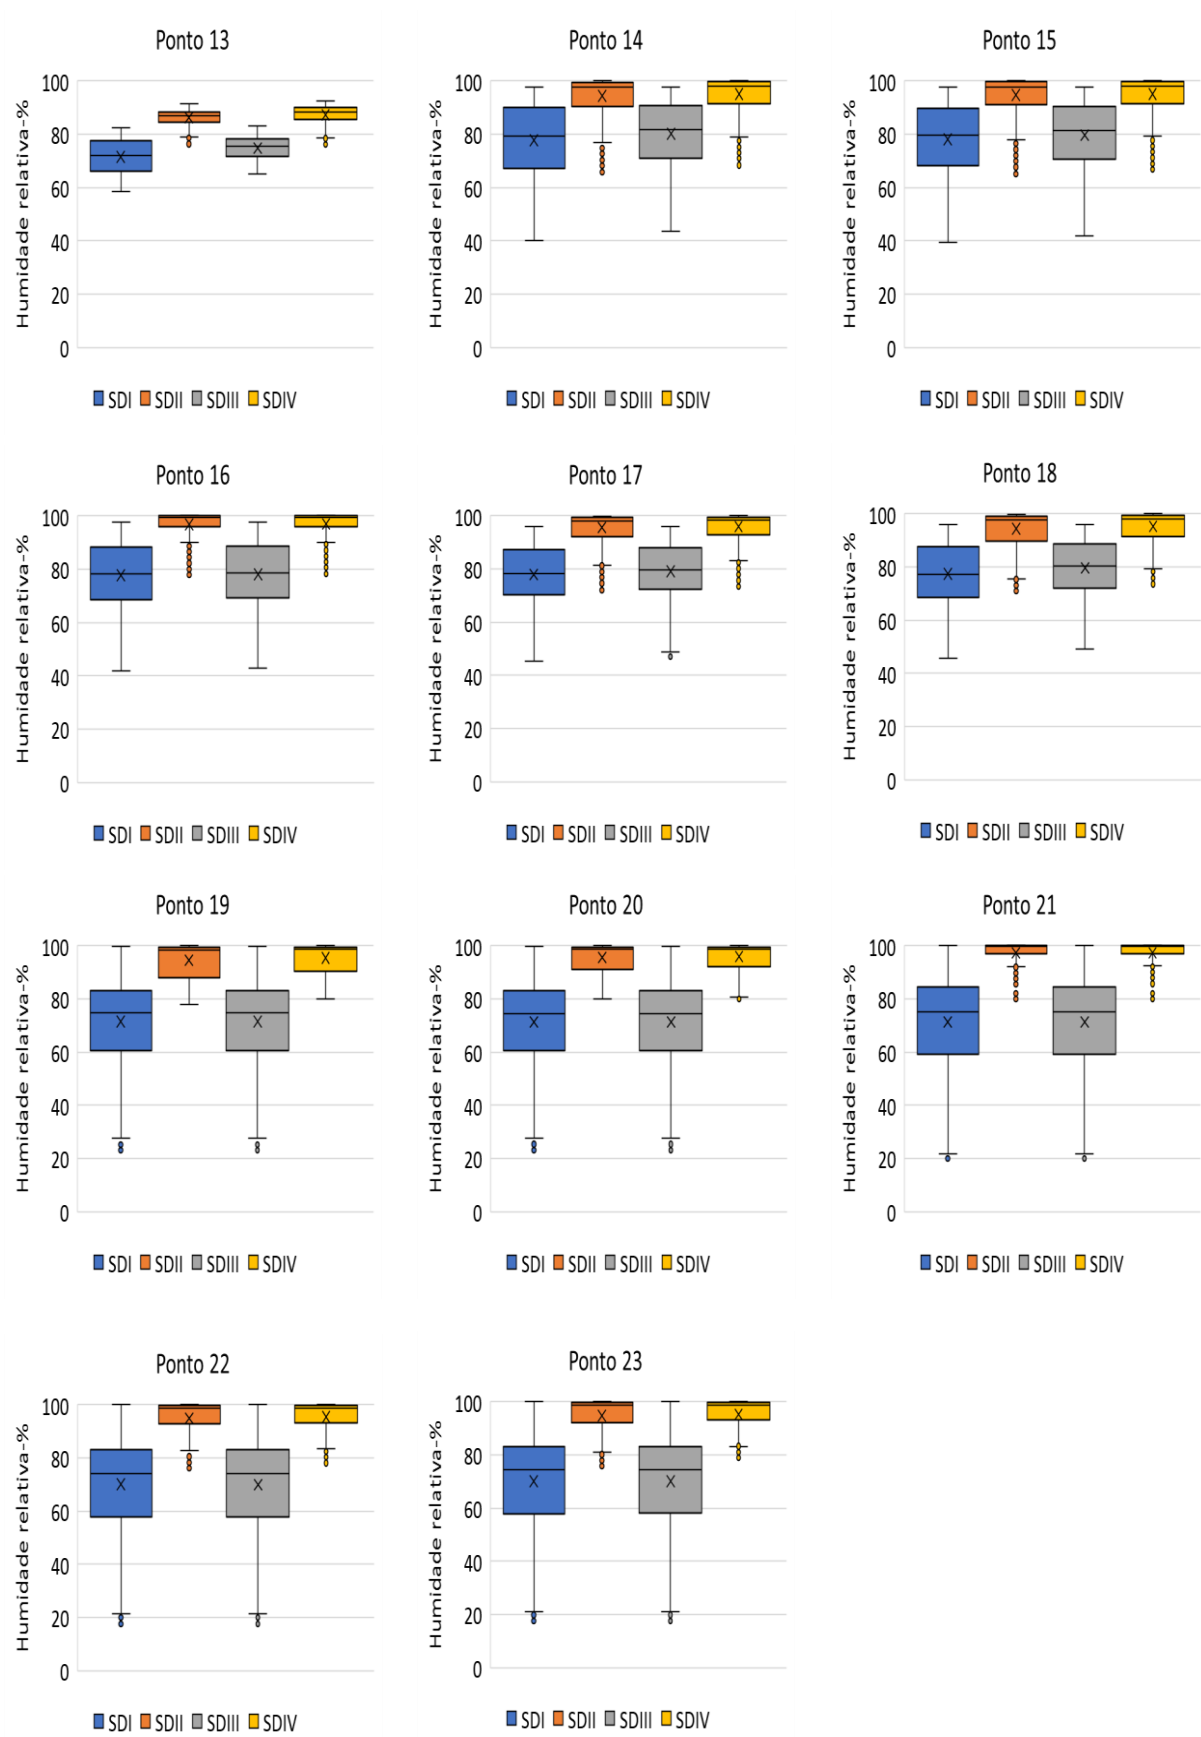 Ponto 13
Humidade relativa-%
100
80
60
40
20
0
SDI SDII SDIII SDIV
Ponto 14
Humidade relativa-%
100
80
60
40
20
0
SDI SDII SDIII SDIV
Ponto 15
Humidade relativa-%
100
80
60
40
20
0
SDI SDII SDIII SDIV
Ponto 16
Humidade relativa-%
100
80
60
40
20
0
SDI SDII SDIII SDIV
Ponto 17
Humidade relativa-%
100
80
60
40
20
0
SDI SDII SDIII SDIV
Ponto 18
Humidade relativa-%
100
80
60
40
20
0
SDI SDII SDIII SDIV
Ponto 19
Humidade relativa-%
100
80
60
40
20
0
SDI SDII SDIII SDIV
Ponto 20
Humidade relativa-%
100
80
60
40
20
0
SDI SDII SDIII SDIV
Ponto 21
Humidade relativa-%
100
80
60
40
20
0
SDI SDII SDIII SDIV
Ponto 22
Humidade relativa-%
100
80
60
40
20
0
SDI SDII SDIII SDIV
Ponto 23
Humidade relativa-%
100
80
60
40
20
0
SDI SDII SDIII SDIV